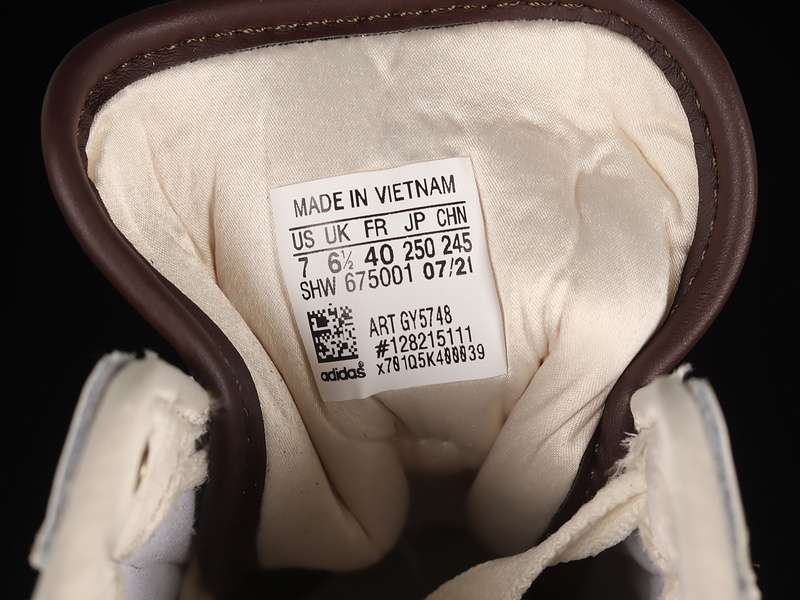 MADE IN VIETNAM
US UK FR JP CHN
7 6½ 40 250 245
SHW 675001 07/21
ART GY5748
#128215111
x701Q5K400039
adidas®